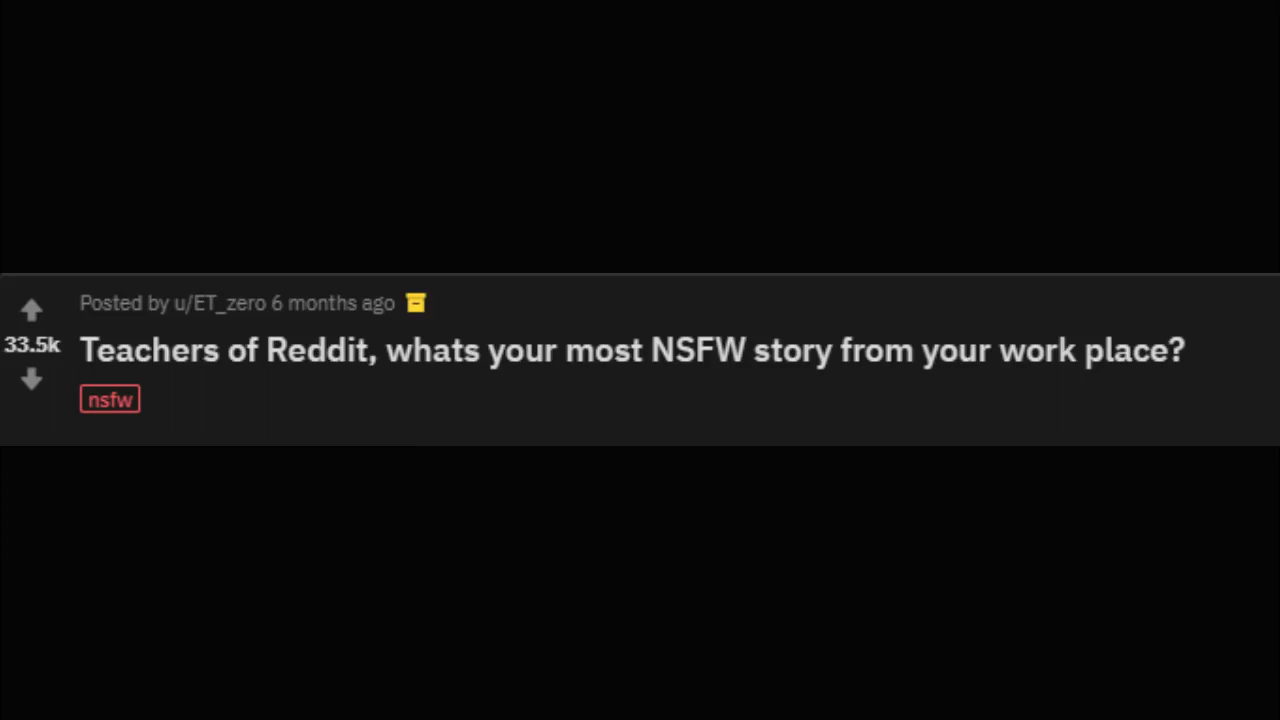 Posted by u/ET_zero 6 months ago
33.5k
Teachers of Reddit, whats your most NSFW story from your work place?
nsfw